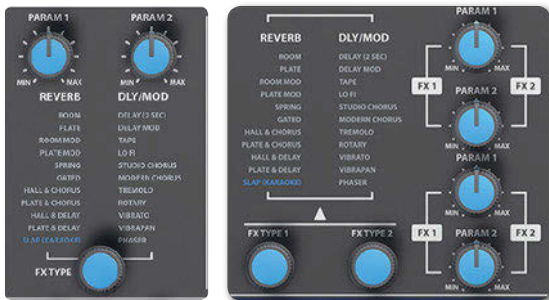 PARAM 1 PARAM 2
MIN MAX MIN MAX
REVERB DLY/MOD
ROOM DELAY (2 SEC)
PLATE DELAY MOD
ROOM MOD TAPE
PLATE MOD LO FI
SPRING STUDIO CHORUS
GATED MODERN CHORUS
HALL & CHORUS TREMOLO
PLATE & CHORUS ROTARY
HALL & DELAY VIBRATO
PLATE & DELAY VIBRAPAN
SLAP (KARAOKE) PHASER
FX TYPE
REVERB DLY/MOD
ROOM DELAY (2 SEC)
PLATE DELAY MOD
ROOM MOD TAPE
PLATE MOD LO FI
SPRING STUDIO CHORUS
GATED MODERN CHORUS
HALL & CHORUS TREMOLO
PLATE & CHORUS ROTARY
HALL & DELAY VIBRATO
PLATE & DELAY VIBRAPAN
SLAP (KARAOKE) PHASER
FX TYPE 1 FX TYPE 2
PARAM 1
MIN MAX
FX 1 FX 2
PARAM 2
MIN MAX
PARAM 1
MIN MAX
FX 1 FX 2
PARAM 2
MIN MAX